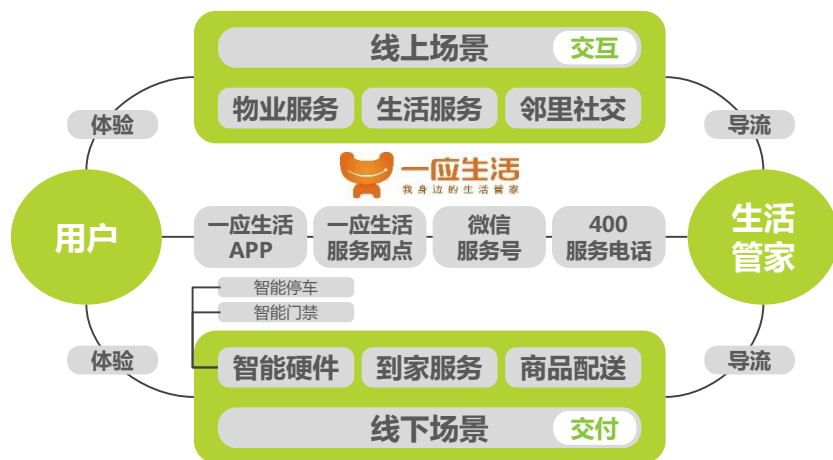 线上场景 交互
物业服务 生活服务 邻里社交
体验 导流
一应生活
我身边的生活管家
用户
一应生活
APP
一应生活
服务网点
微信
服务号
400
服务电话
生活
管家
智能停车
智能门禁
体验 导流
智能硬件 到家服务 商品配送
线下场景 交付